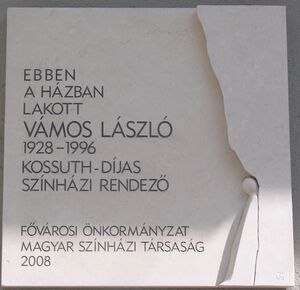 EBBEN
A HÁZBAN
LAKOTT
VÁMOS LÁSZLÓ
1928–1996
KOSSUTH-DÍJAS
SZÍNHÁZI RENDEZŐ
FŐVÁROSI ÖNKORMÁNYZAT
MAGYAR SZÍNHÁZI TÁRSASÁG
2008